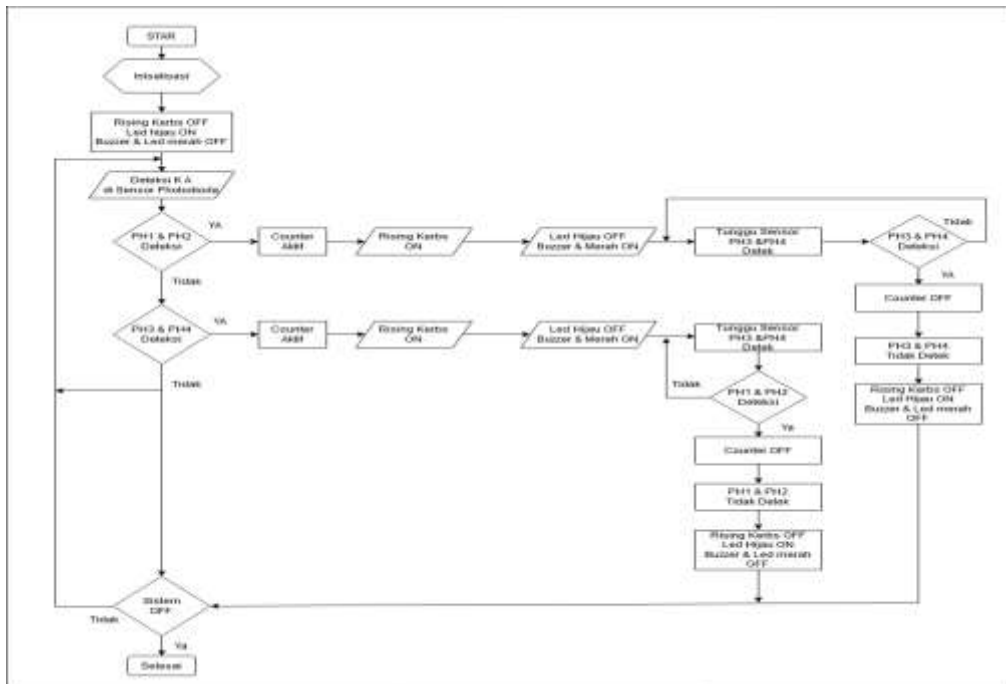 STAR
Inisalisasi
Rising Kerbs OFF
Led hijau ON
Buzzer & Led merah OFF
Deteksi K A
di Sensor Photodioda
PH1 & PH2
Deteksi
YA
Counter
Aktif
Rising Kerbs
ON
Led Hijau OFF
Buzzer & Merah ON
Tunggu Sensor
PH3 &PH4
Detek
PH3 & PH4
Deteksi
Tidak
YA
Counter OFF
PH3 & PH4
Tidak Detek
Rising Kerbs OFF
Led Hijau ON
Buzzer & Led merah
OFF
Tidak
PH3 & PH4
Deteksi
YA
Counter
Aktif
Rising Kerbs
ON
Led Hijau OFF
Buzzer & Merah ON
Tunggu Sensor
PH3 &PH4
Detek
Tidak
PH1 & PH2
Deteksi
Ya
Counter OFF
PH1 & PH2
Tidak Detek
Rising Kerbs OFF
Led Hijau ON
Buzzer & Led merah
OFF
Tidak
Sistem
OFF
Tidak
Ya
Selesai